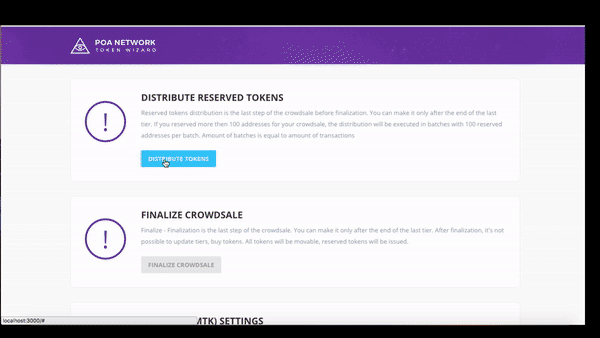 POA NETWORK
TOKEN WIZARD
DISTRIBUTE RESERVED TOKENS
Reserved tokens distribution is the last step of the crowdsale before finalization. You can make it only after the end of the last
tier. If you reserved more then 100 addresses for your crowdsale, the distribution will be executed in batches with 100 reserved
addresses per batch. Amount of batches is equal to amount of transactions
DISTRIBUTE TOKENS
FINALIZE CROWDSALE
Finalize - Finalization is the last step of the crowdsale. You can make it only after the end of the last tier. After finalization, it's not
possible to update tiers, buy tokens. All tokens will be movable, reserved tokens will be issued.
FINALIZE CROWDSALE
MTK) SETTINGS
localhost:3000/#